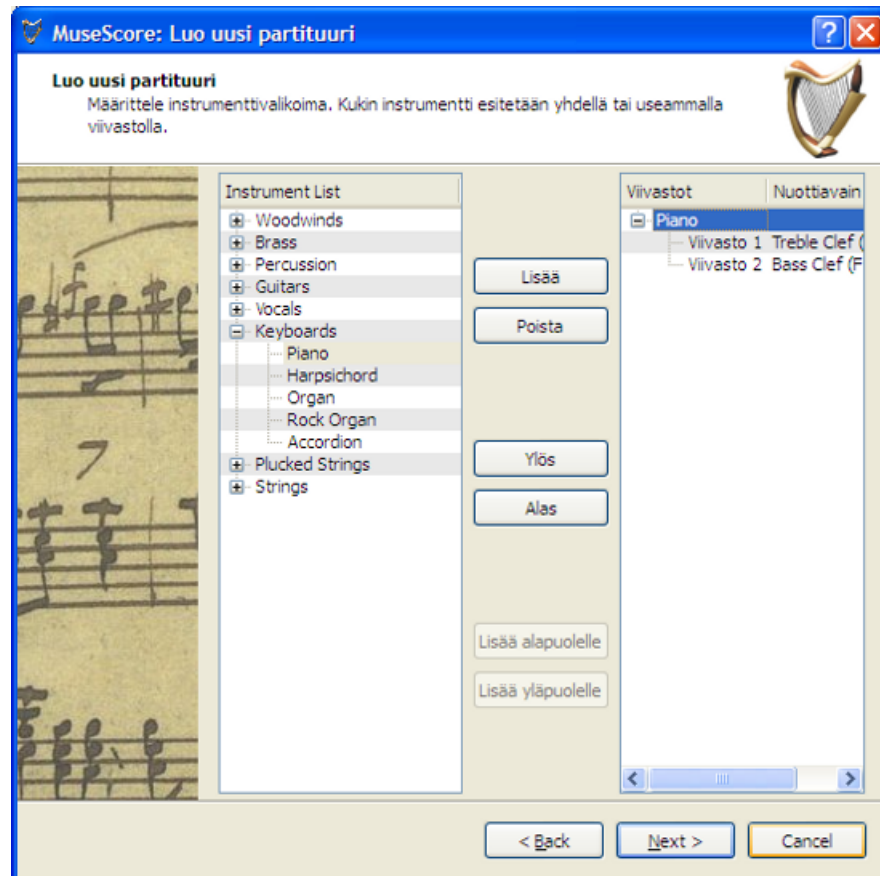 MuseScore: Luo uusi partituuri
Luo uusi partituuri
Määrittele instrumenttivalikoima. Kukin instrumentti esitetään yhdellä tai useammalla
viivastolla.
Instrument List
Woodwinds
Brass
Percussion
Guitars
Vocals
Keyboards
Piano
Harpsichord
Organ
Rock Organ
Accordion
Plucked Strings
Strings
Lisää
Poista
Ylös
Alas
Lisää alapuolelle
Lisää yläpuolelle
Viivastot Nuottiavain
Piano
Viivasto 1 Treble Clef (
Viivasto 2 Bass Clef (F
7
< Back Next > Cancel